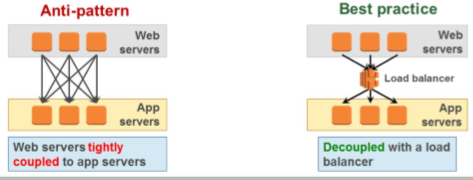 Anti-pattern
Web
servers
App
servers
Web servers tightly
coupled to app servers
Best practice
Web
servers
Load balancer
App
servers
Decoupled with a load
balancer